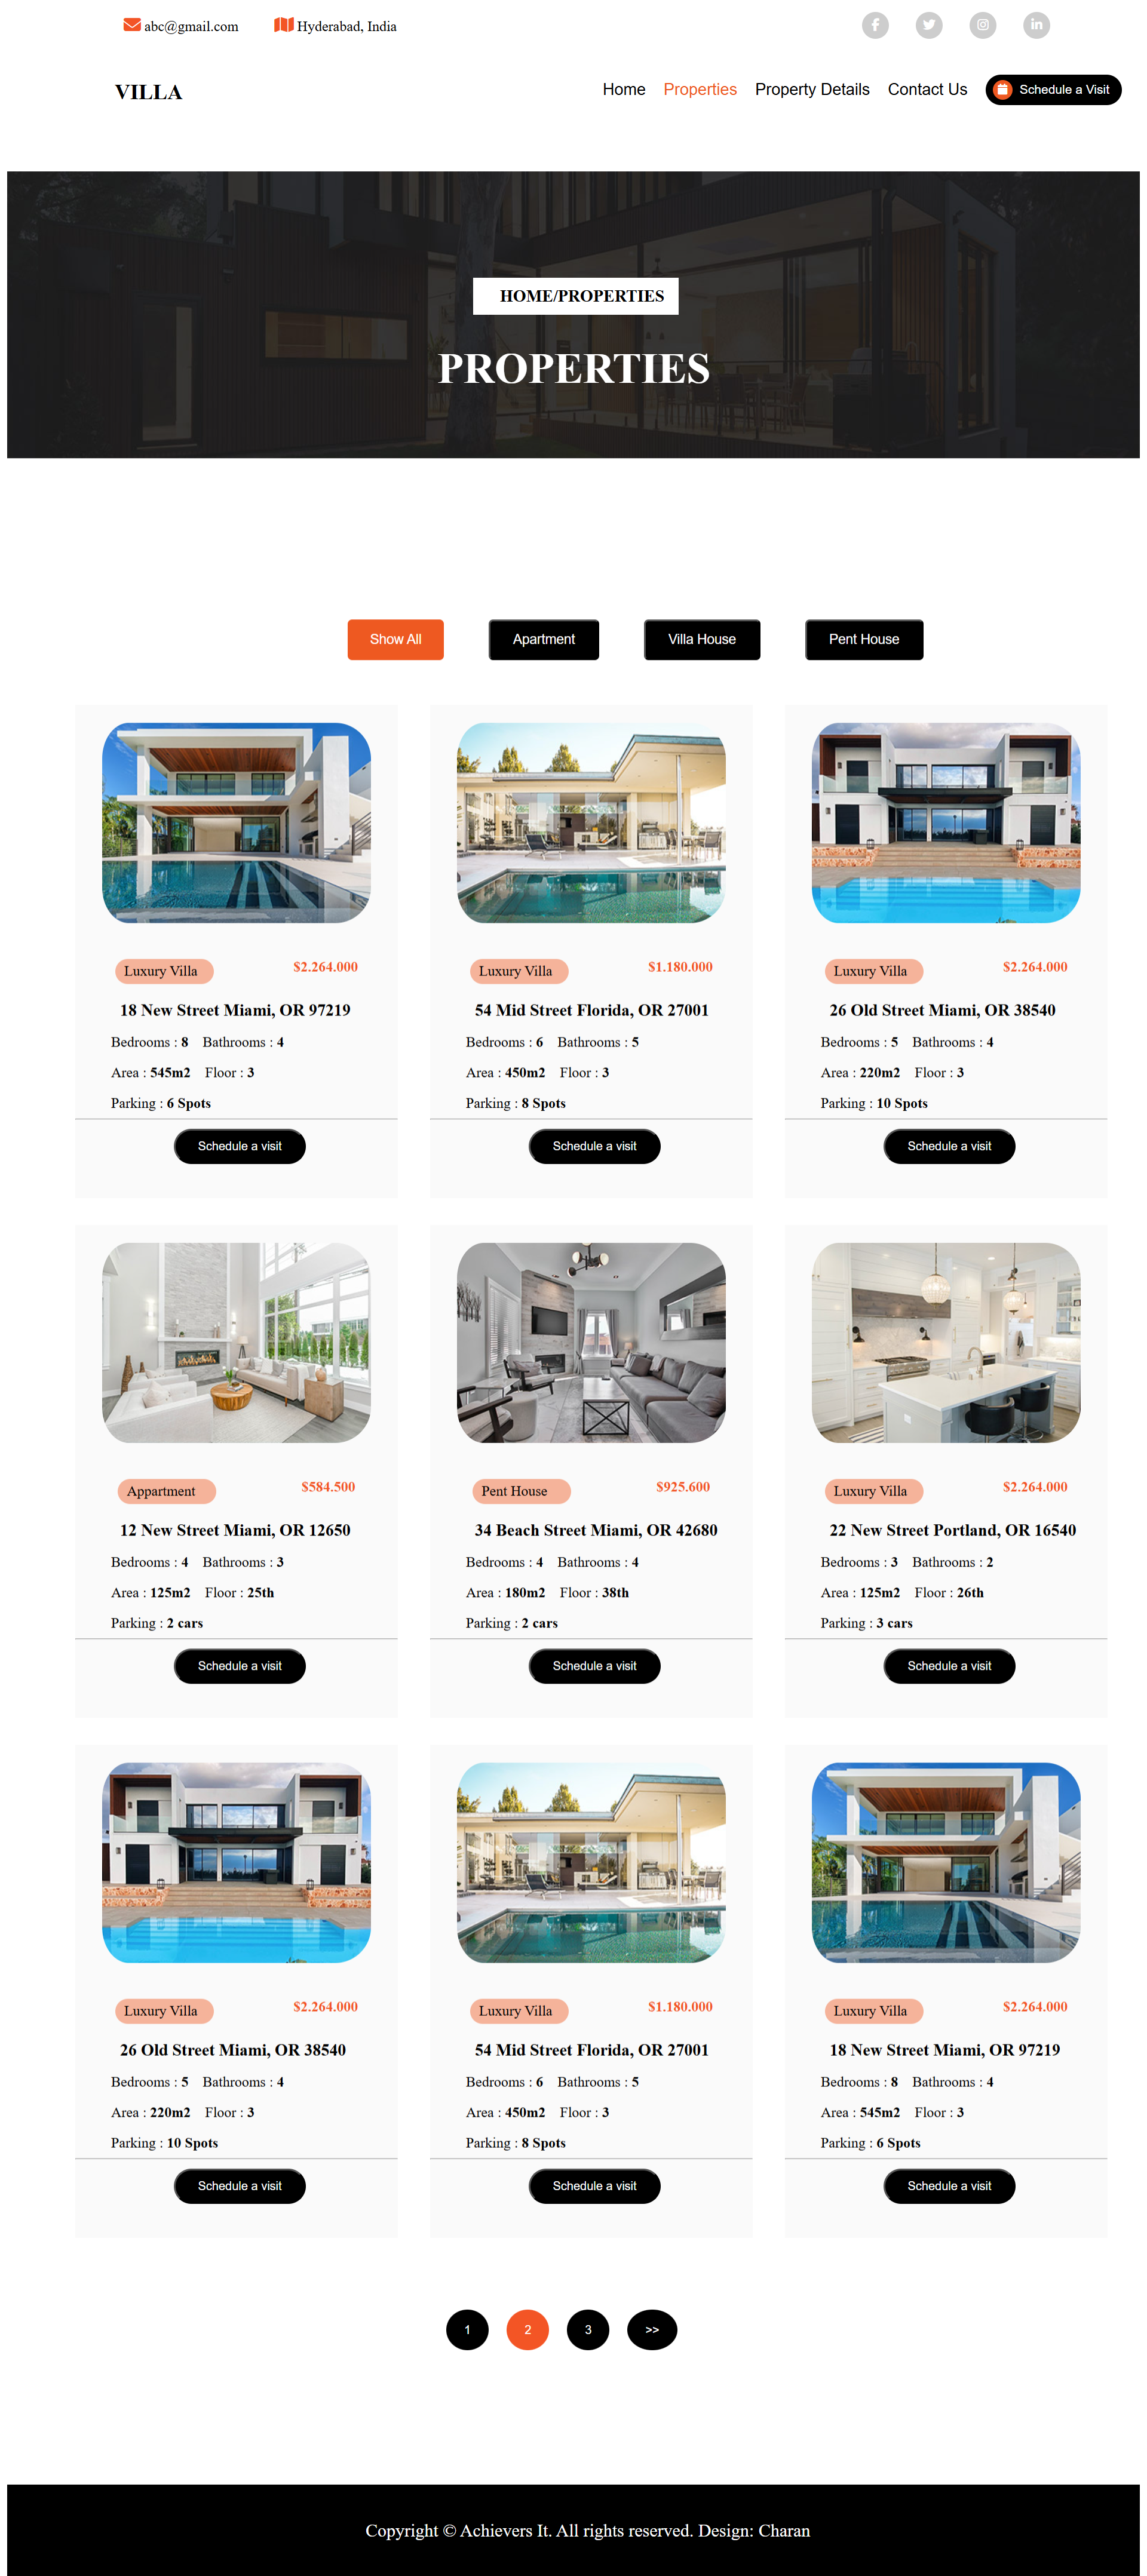 abc@gmail.com Hyderabad, India
VILLA Home Properties Property Details Contact Us Schedule a Visit
HOME/PROPERTIES
PROPERTIES
Show All Apartment Villa House Pent House
Luxury Villa $2.264.000
18 New Street Miami, OR 97219
Bedrooms : 8 Bathrooms : 4
Area : 545m2 Floor : 3
Parking : 6 Spots
Schedule a visit
Luxury Villa $1.180.000
54 Mid Street Florida, OR 27001
Bedrooms : 6 Bathrooms : 5
Area : 450m2 Floor : 3
Parking : 8 Spots
Schedule a visit
Luxury Villa $2.264.000
26 Old Street Miami, OR 38540
Bedrooms : 5 Bathrooms : 4
Area : 220m2 Floor : 3
Parking : 10 Spots
Schedule a visit
Appartment $584.500
12 New Street Miami, OR 12650
Bedrooms : 4 Bathrooms : 3
Area : 125m2 Floor : 25th
Parking : 2 cars
Schedule a visit
Pent House $925.600
34 Beach Street Miami, OR 42680
Bedrooms : 4 Bathrooms : 4
Area : 180m2 Floor : 38th
Parking : 2 cars
Schedule a visit
Luxury Villa $2.264.000
22 New Street Portland, OR 16540
Bedrooms : 3 Bathrooms : 2
Area : 125m2 Floor : 26th
Parking : 3 cars
Schedule a visit
Luxury Villa $2.264.000
26 Old Street Miami, OR 38540
Bedrooms : 5 Bathrooms : 4
Area : 220m2 Floor : 3
Parking : 10 Spots
Schedule a visit
Luxury Villa $1.180.000
54 Mid Street Florida, OR 27001
Bedrooms : 6 Bathrooms : 5
Area : 450m2 Floor : 3
Parking : 8 Spots
Schedule a visit
Luxury Villa $2.264.000
18 New Street Miami, OR 97219
Bedrooms : 8 Bathrooms : 4
Area : 545m2 Floor : 3
Parking : 6 Spots
Schedule a visit
1 2 3 >>
Copyright © Achievers It. All rights reserved. Design: Charan